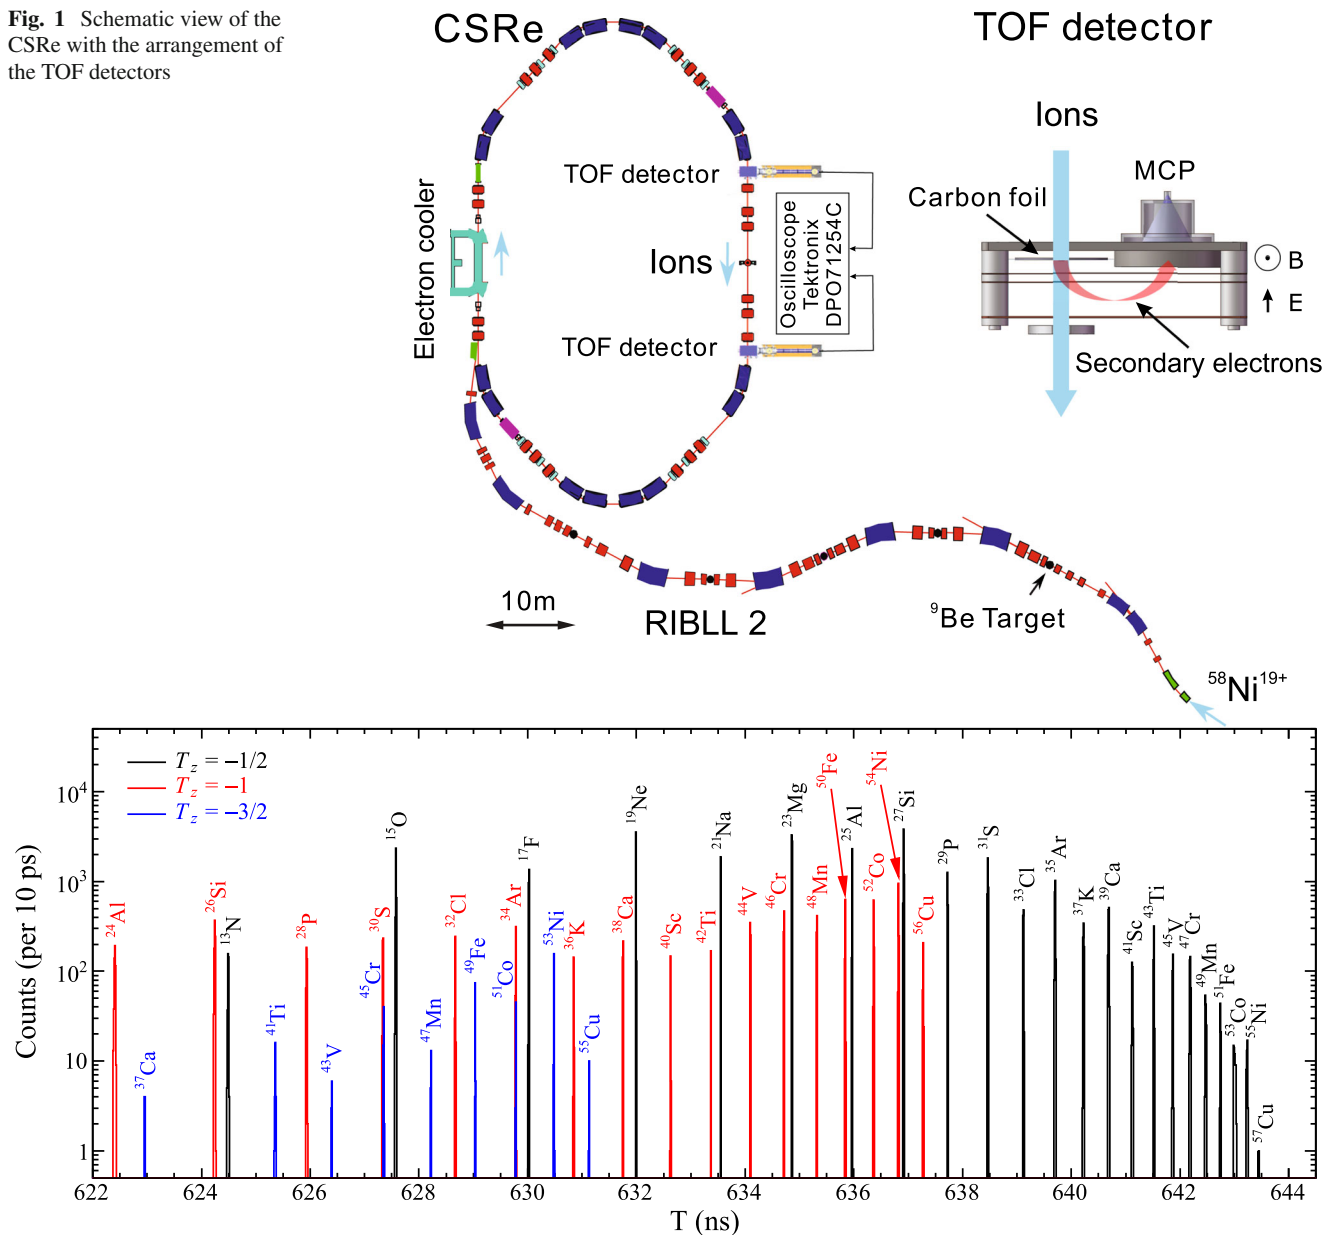 Fig. 1 Schematic view of the
CSRe with the arrangement of
the TOF detectors
CSRe
TOF detector
Ions
MCP
Carbon foil
B
E
Secondary electrons
TOF detector
Electron cooler
Ions
Oscilloscope
Tektronix
DPO71254C
TOF detector
10m
RIBLL 2
⁹Be Target
⁵⁸Ni¹⁹⁺
T_z = –1/2
T_z = –1
T_z = –3/2
Counts (per 10 ps)
10⁴
10³
10²
10
1
²⁴Al
³⁷Ca
²⁶Si
¹³N
⁴¹Ti
²⁸P
⁴³V
⁴⁵Cr
³⁰S
¹⁵O
⁴⁷Mn
³²Cl
⁴⁹Fe
⁵¹Co
³⁴Ar
¹⁷F
⁵³Ni
³⁶K
⁵⁵Cu
³⁸Ca
¹⁹Ne
⁴⁰Sc
⁴²Ti
²¹Na
⁴⁴V
⁴⁶Cr
²³Mg
⁴⁸Mn
⁵⁰Fe
²⁵Al
⁵²Co
⁵⁴Ni
²⁷Si
⁵⁶Cu
²⁹P
³¹S
³³Cl
³⁵Ar
³⁷K
³⁹Ca
⁴¹Sc
⁴³Ti
⁴⁵V
⁴⁷Cr
⁴⁹Mn
⁵¹Fe
⁵³Co
⁵⁵Ni
⁵⁷Cu
622 624 626 628 630 632 634 636 638 640 642 644
T (ns)